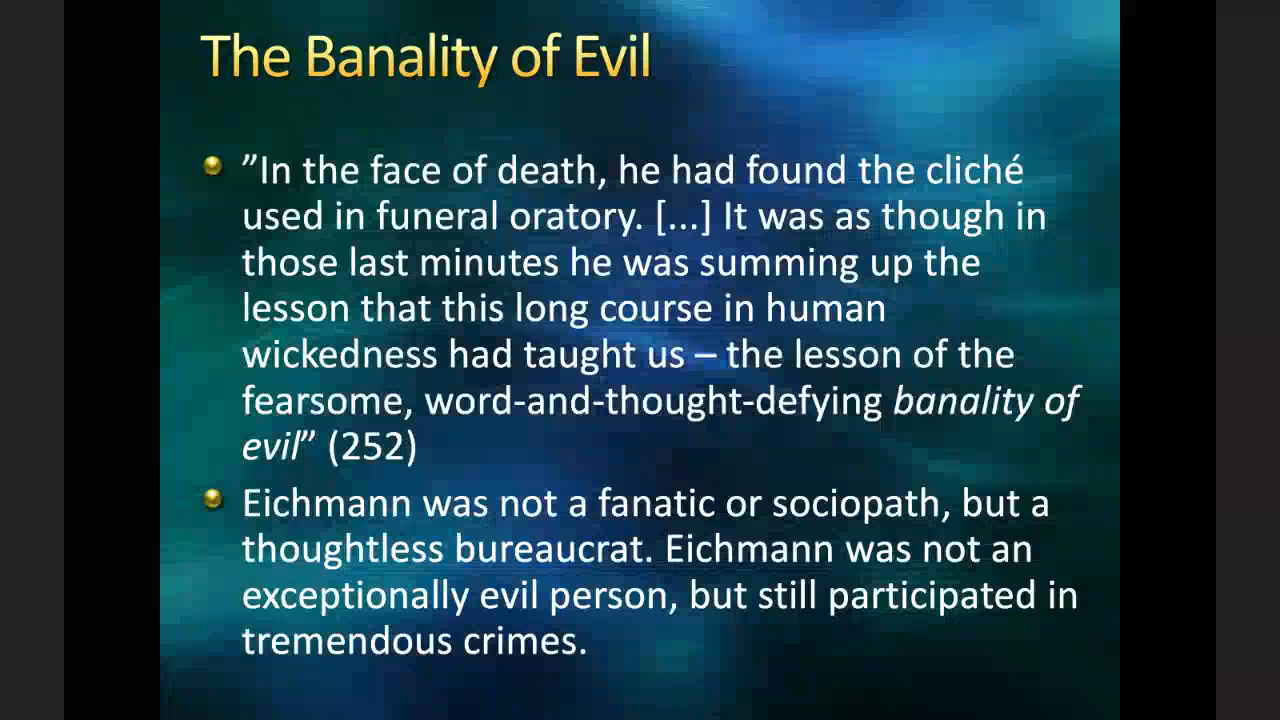 The Banality of Evil
”In the face of death, he had found the cliché
used in funeral oratory. [...] It was as though in
those last minutes he was summing up the
lesson that this long course in human
wickedness had taught us – the lesson of the
fearsome, word-and-thought-defying banality of
evil” (252)
Eichmann was not a fanatic or sociopath, but a
thoughtless bureaucrat. Eichmann was not an
exceptionally evil person, but still participated in
tremendous crimes.